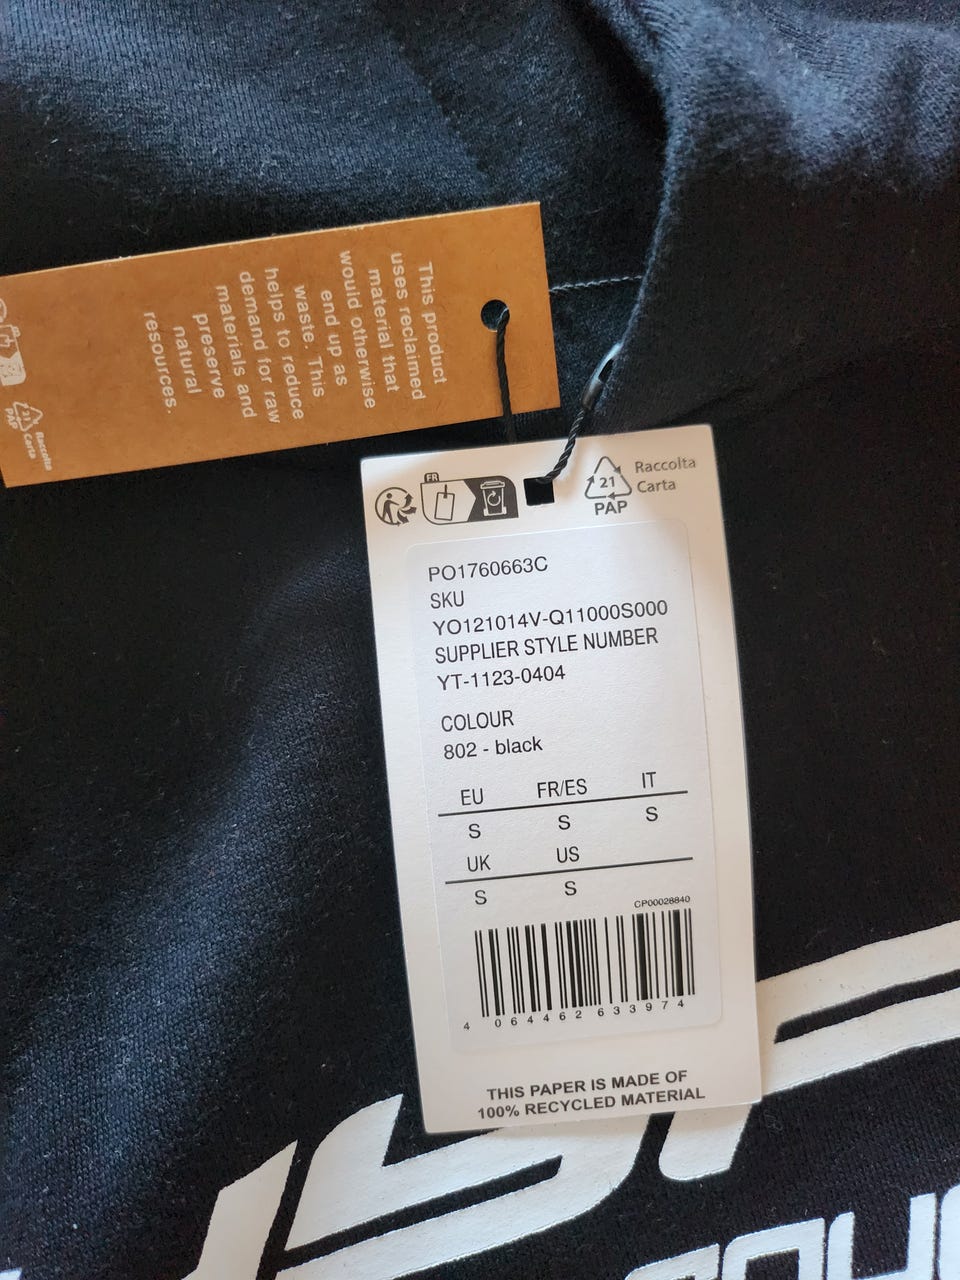 This product
uses reclaimed
material that
would otherwise
end up as
waste. This
helps to reduce
demand for raw
materials and
preserve
natural
resources.
21
PAP
Raccolta
Carta
FR
21
PAP
Raccolta
Carta
PO1760663C
SKU
YO121014V-Q11000S000
SUPPLIER STYLE NUMBER
YT-1123-0404
COLOUR
802 - black
EU FR/ES IT
S S S
UK US
S S
CP00028840
4 064462 633974
THIS PAPER IS MADE OF
100% RECYCLED MATERIAL